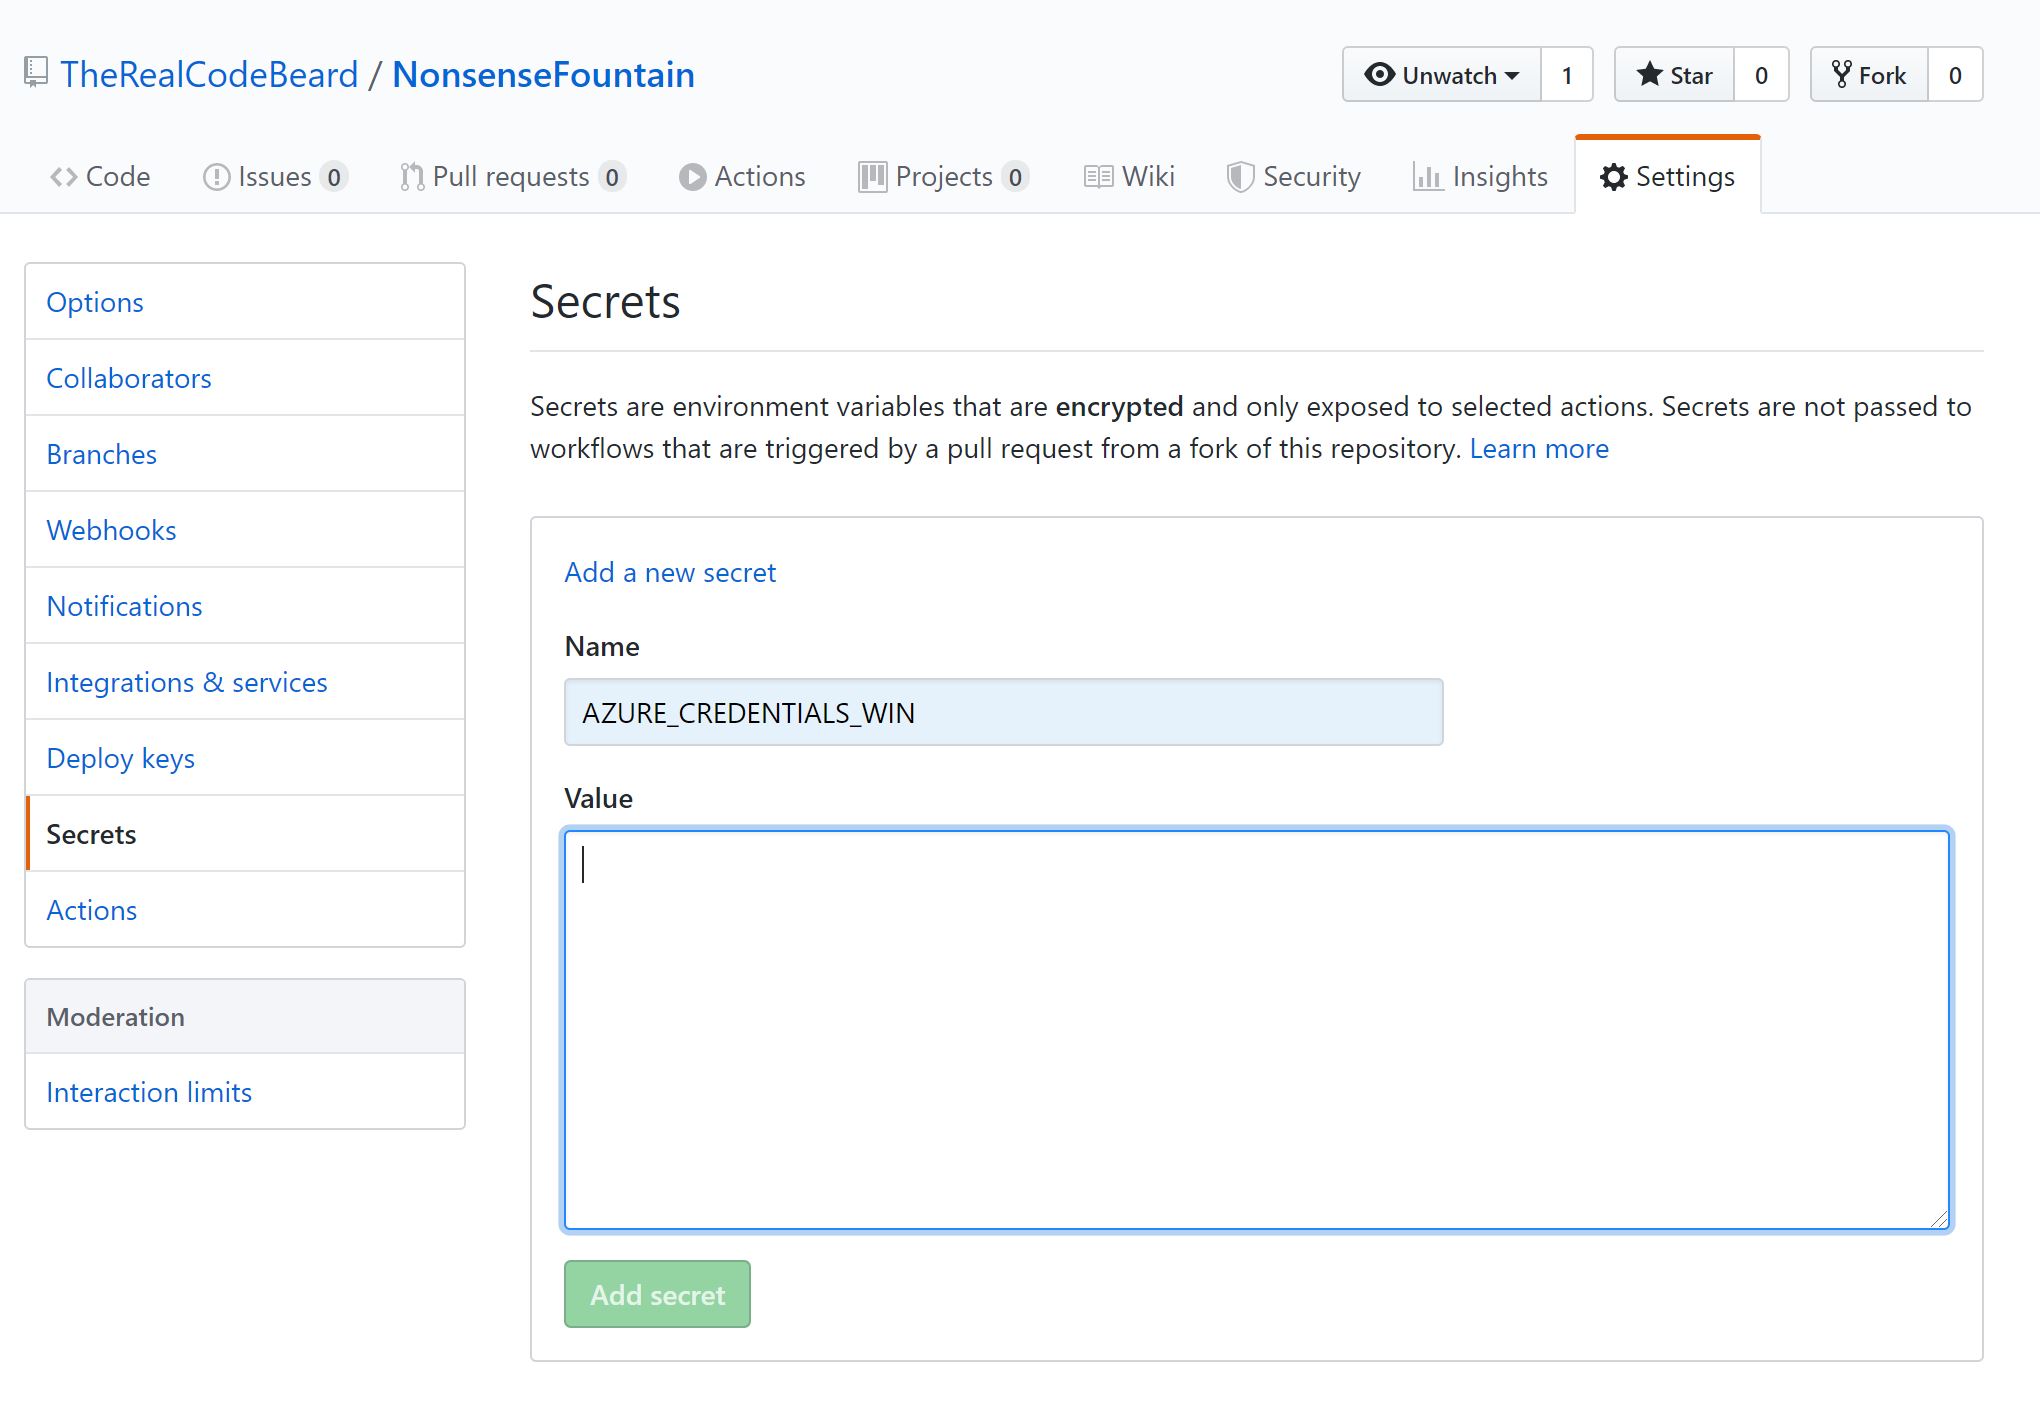 TheRealCodeBeard / NonsenseFountain
Unwatch 1 Star 0 Fork 0
Code Issues 0 Pull requests 0 Actions Projects 0 Wiki Security Insights Settings
Options
Collaborators
Branches
Webhooks
Notifications
Integrations & services
Deploy keys
Secrets
Actions
Moderation
Interaction limits
Secrets
Secrets are environment variables that are encrypted and only exposed to selected actions. Secrets are not passed to
workflows that are triggered by a pull request from a fork of this repository. Learn more
Add a new secret
Name
AZURE_CREDENTIALS_WIN
Value
Add secret